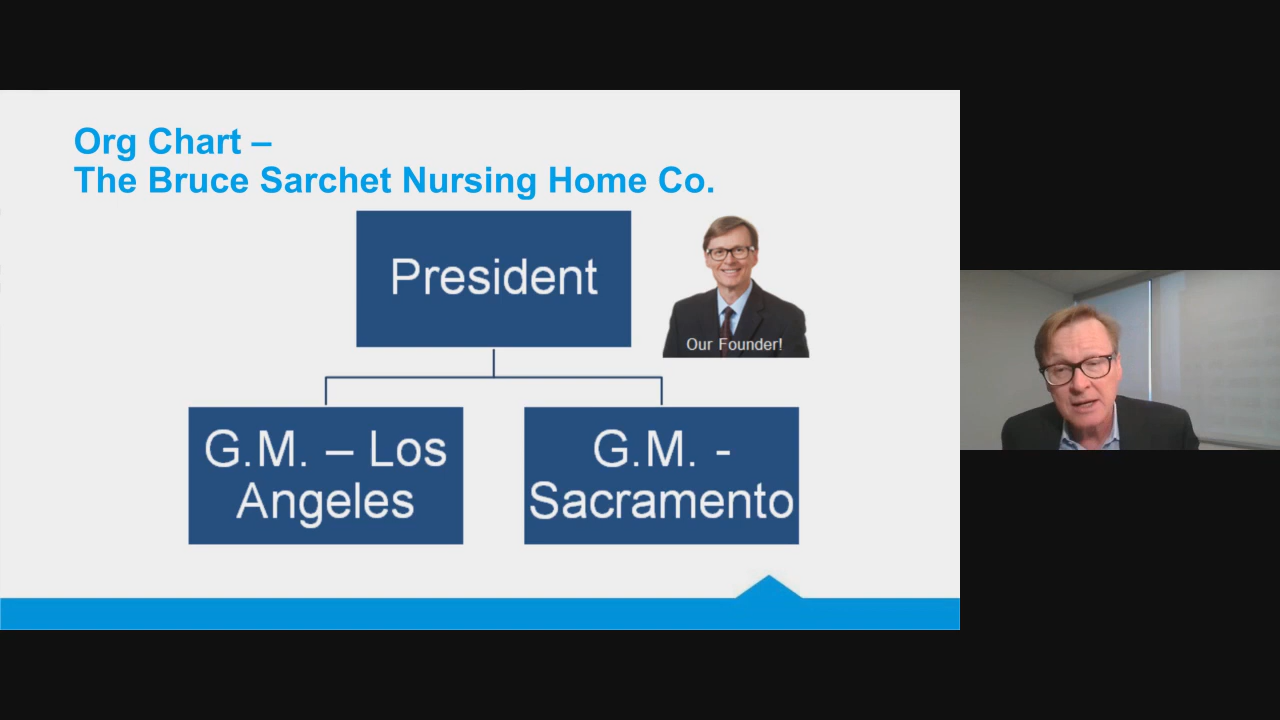 Org Chart –
The Bruce Sarchet Nursing Home Co.
President
Our Founder!
G.M. – Los
Angeles
G.M. -
Sacramento